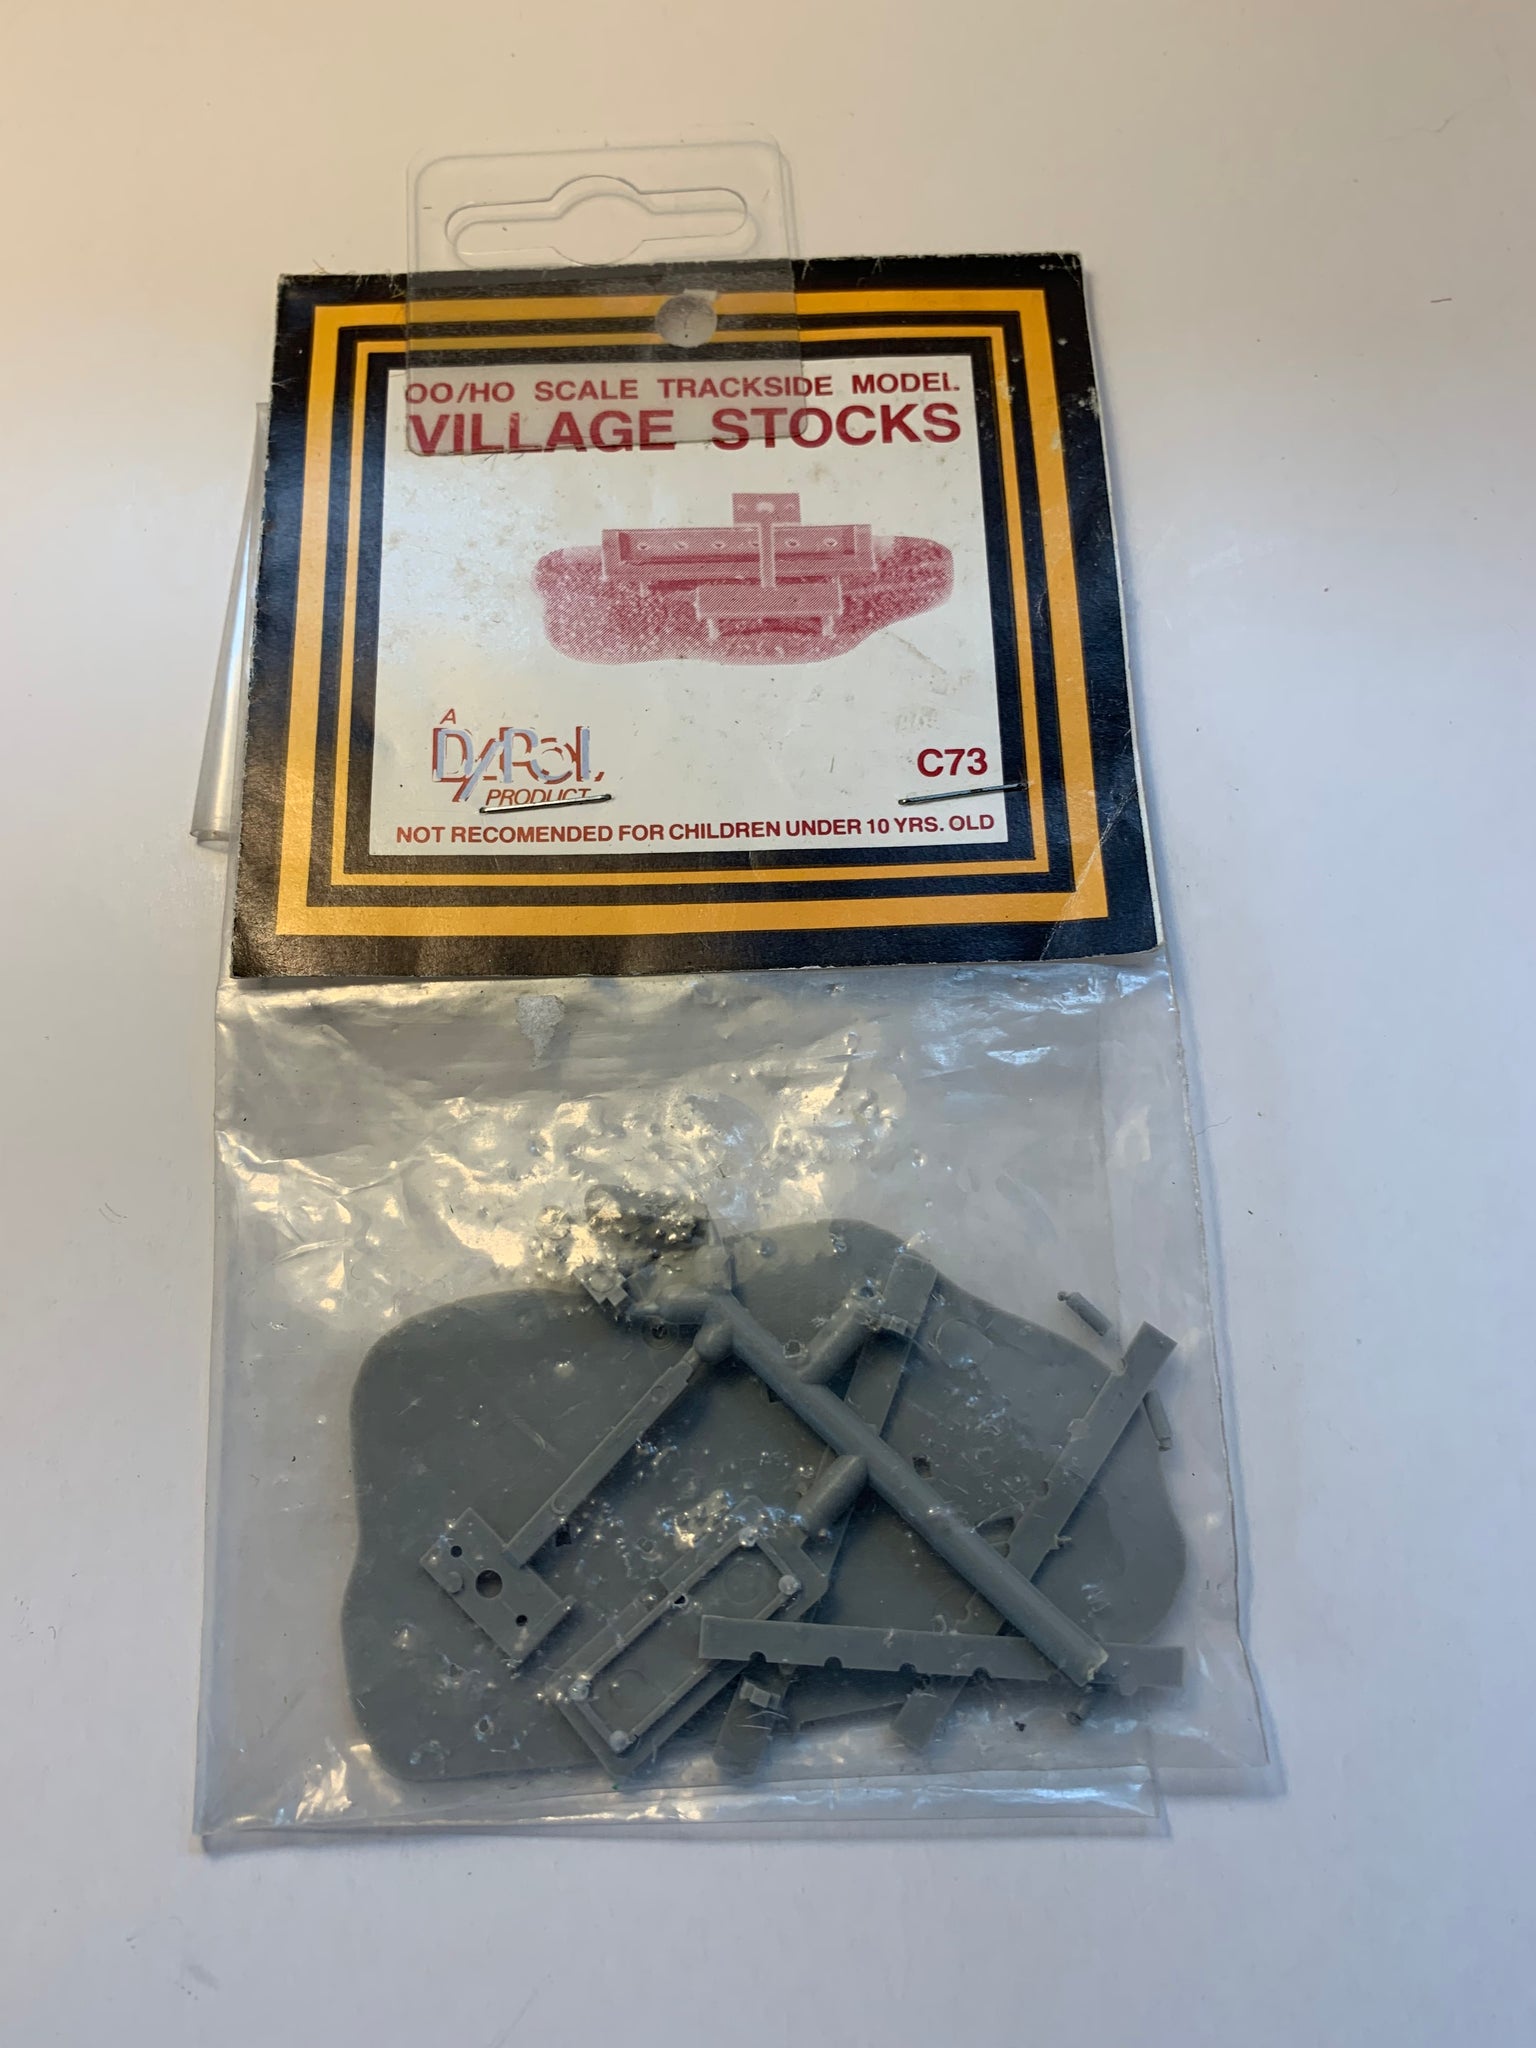 OO/HO SCALE TRACKSIDE MODEL.
VILLAGE STOCKS
A
DAPOL
PRODUCT
C73
NOT RECOMENDED FOR CHILDREN UNDER 10 YRS. OLD